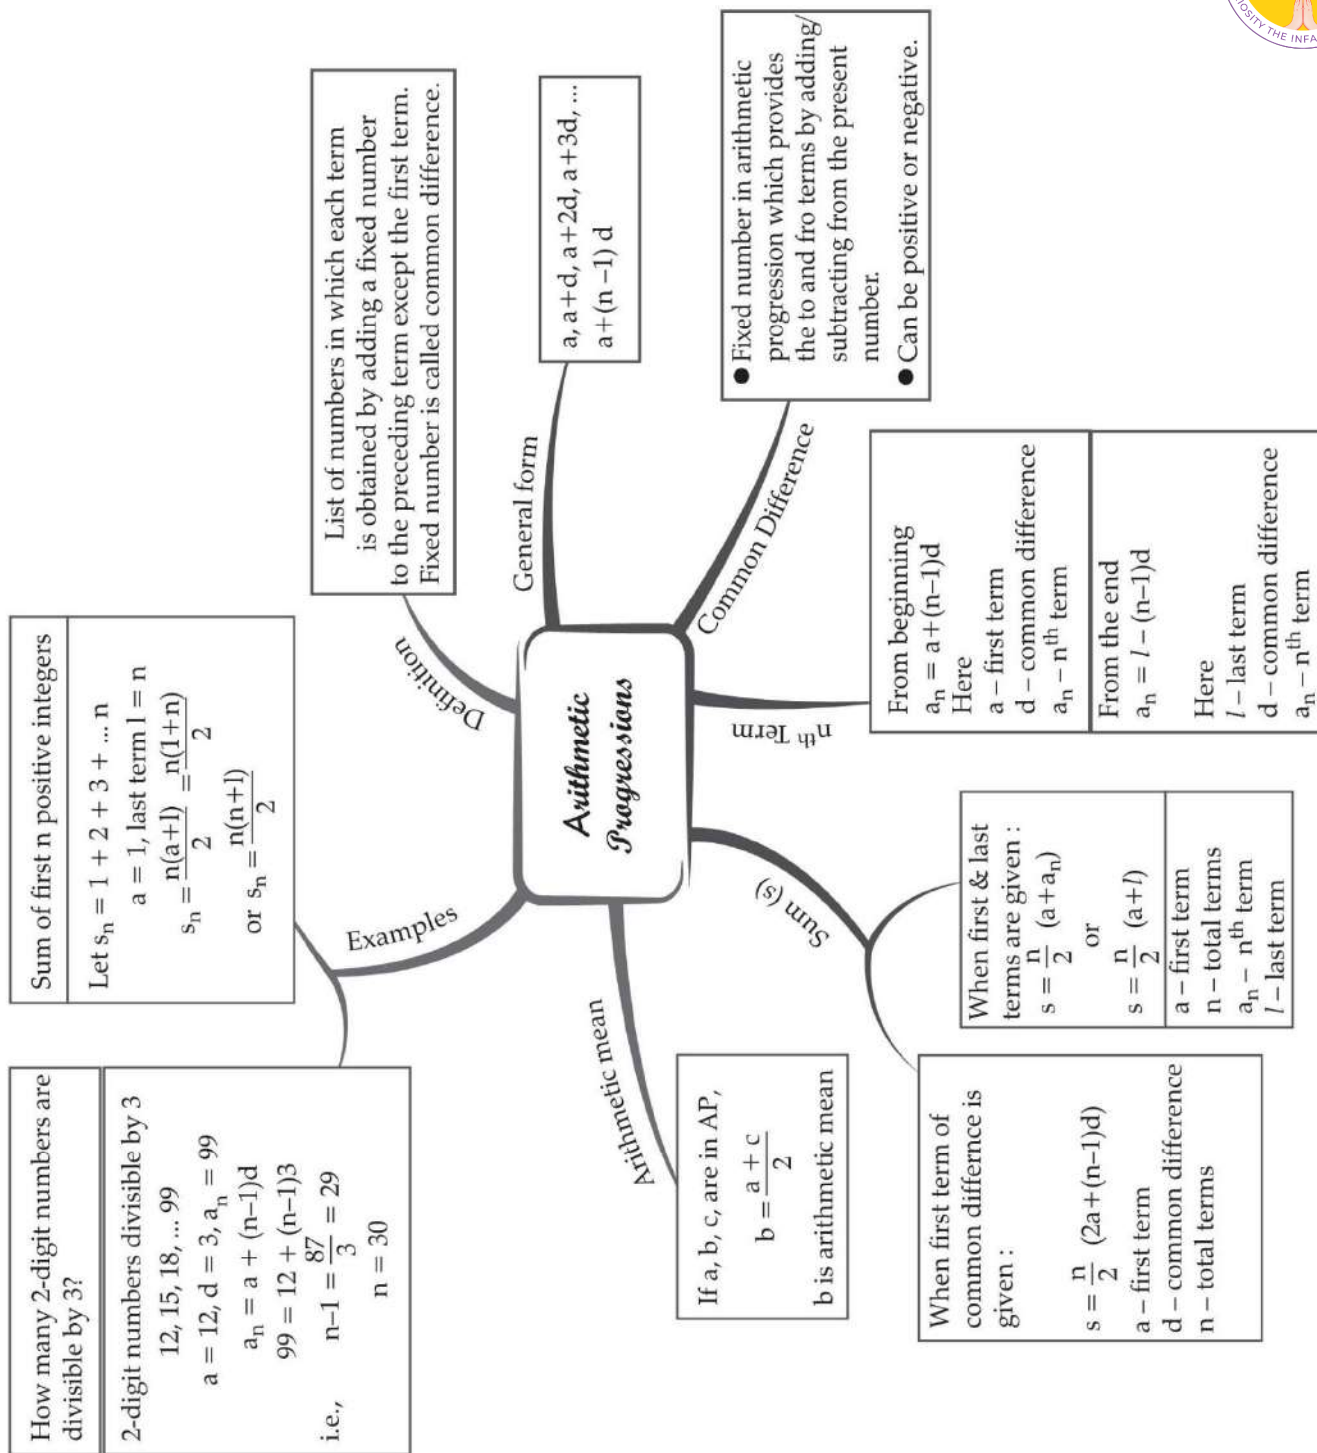 OSITY THE INFA
How many 2-digit numbers are
divisible by 3?
2-digit numbers divisible by 3
12, 15, 18, ... 99
a = 12, d = 3, aₙ = 99
aₙ = a + (n–1)d
99 = 12 + (n–1)3
i.e., n–1 = 87/3 = 29
n = 30
Sum of first n positive integers
Let sₙ = 1 + 2 + 3 + ... n
a = 1, last term l = n
sₙ = n(a+l)/2 = n(1+n)/2
or sₙ = n(n+1)/2
Examples
Definition
List of numbers in which each term
is obtained by adding a fixed number
to the preceding term except the first term.
Fixed number is called common difference.
General form
a, a+d, a+2d, a+3d, ...
a+(n –1) d
Arithmetic
Progressions
Common Difference
● Fixed number in arithmetic
progression which provides
the to and fro terms by adding/
subtracting from the present
number.
● Can be positive or negative.
nᵗʰ Term
From beginning
aₙ = a+(n–1)d
Here
a – first term
d – common difference
aₙ – nᵗʰ term
From the end
aₙ = l – (n–1)d
Here
l – last term
d – common difference
aₙ – nᵗʰ term
Sum (s)
When first & last
terms are given :
s = n/2 (a+aₙ)
or
s = n/2 (a+l)
a – first term
n – total terms
aₙ – nᵗʰ term
l – last term
When first term of
common differnce is
given :
s = n/2 (2a+(n–1)d)
a – first term
d – common difference
n – total terms
Arithmetic mean
If a, b, c, are in AP,
b = a + c/2
b is arithmetic mean